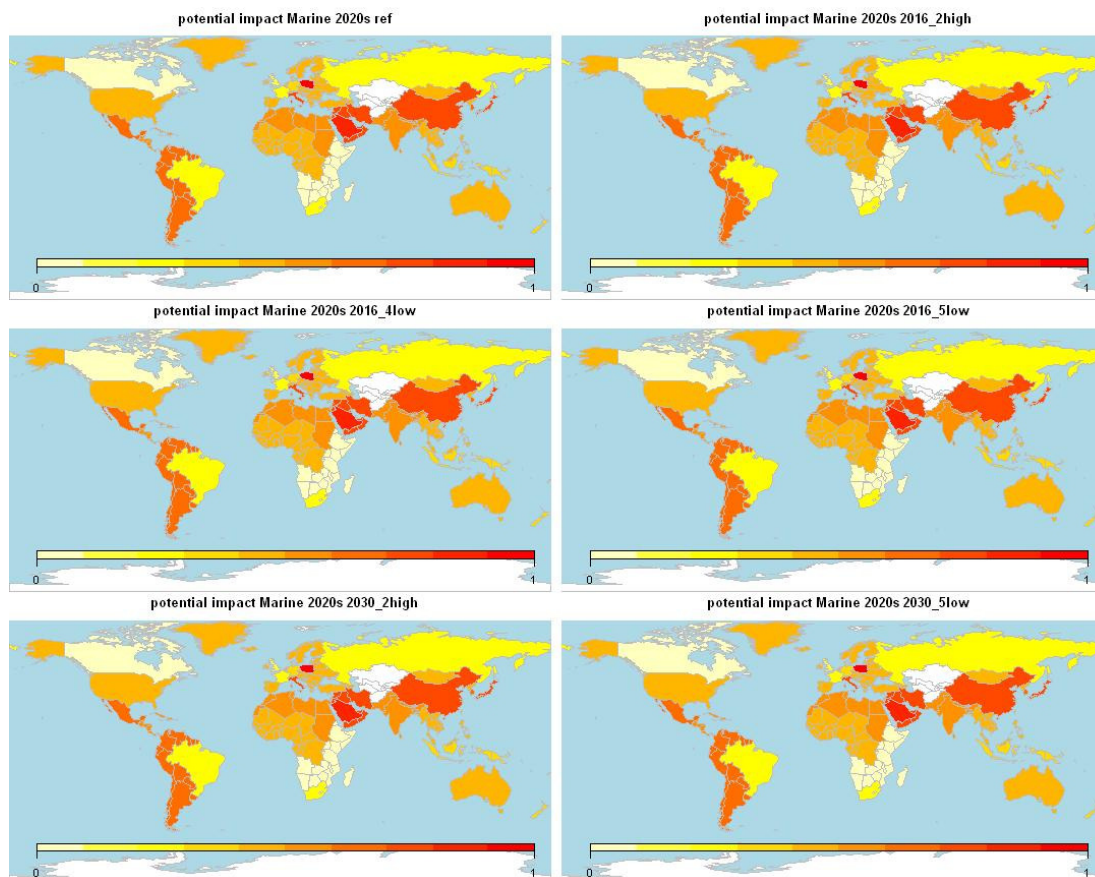 potential impact Marine 2020s ref
potential impact Marine 2020s 2016_2high
0 1
0 1
potential impact Marine 2020s 2016_4low
potential impact Marine 2020s 2016_5low
0 1
0 1
potential impact Marine 2020s 2030_2high
potential impact Marine 2020s 2030_5low
0 1
0 1